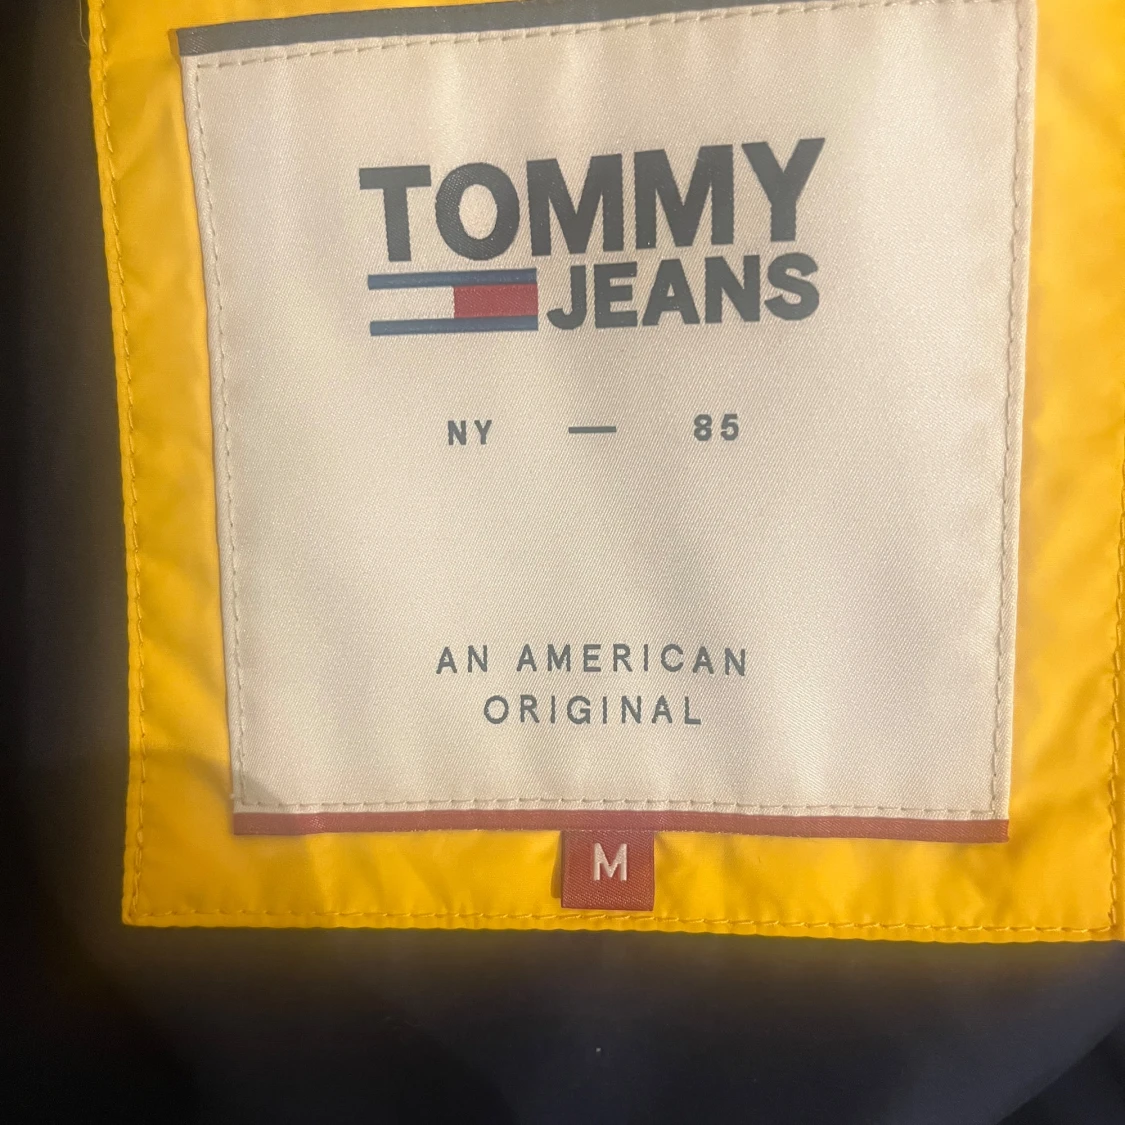 TOMMY
JEANS
NY — 85
AN AMERICAN
ORIGINAL
M